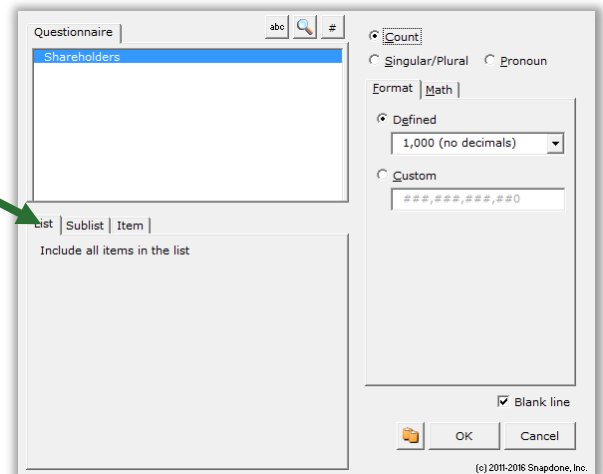 Questionnaire
abc
#
Shareholders
Count
Singular/Plural
Pronoun
Format
Math
Defined
1,000 (no decimals)
Custom
###,###,###,##0
List
Sublist
Item
Include all items in the list
Blank line
OK
Cancel
(c) 2011-2016 Snapdone, Inc.